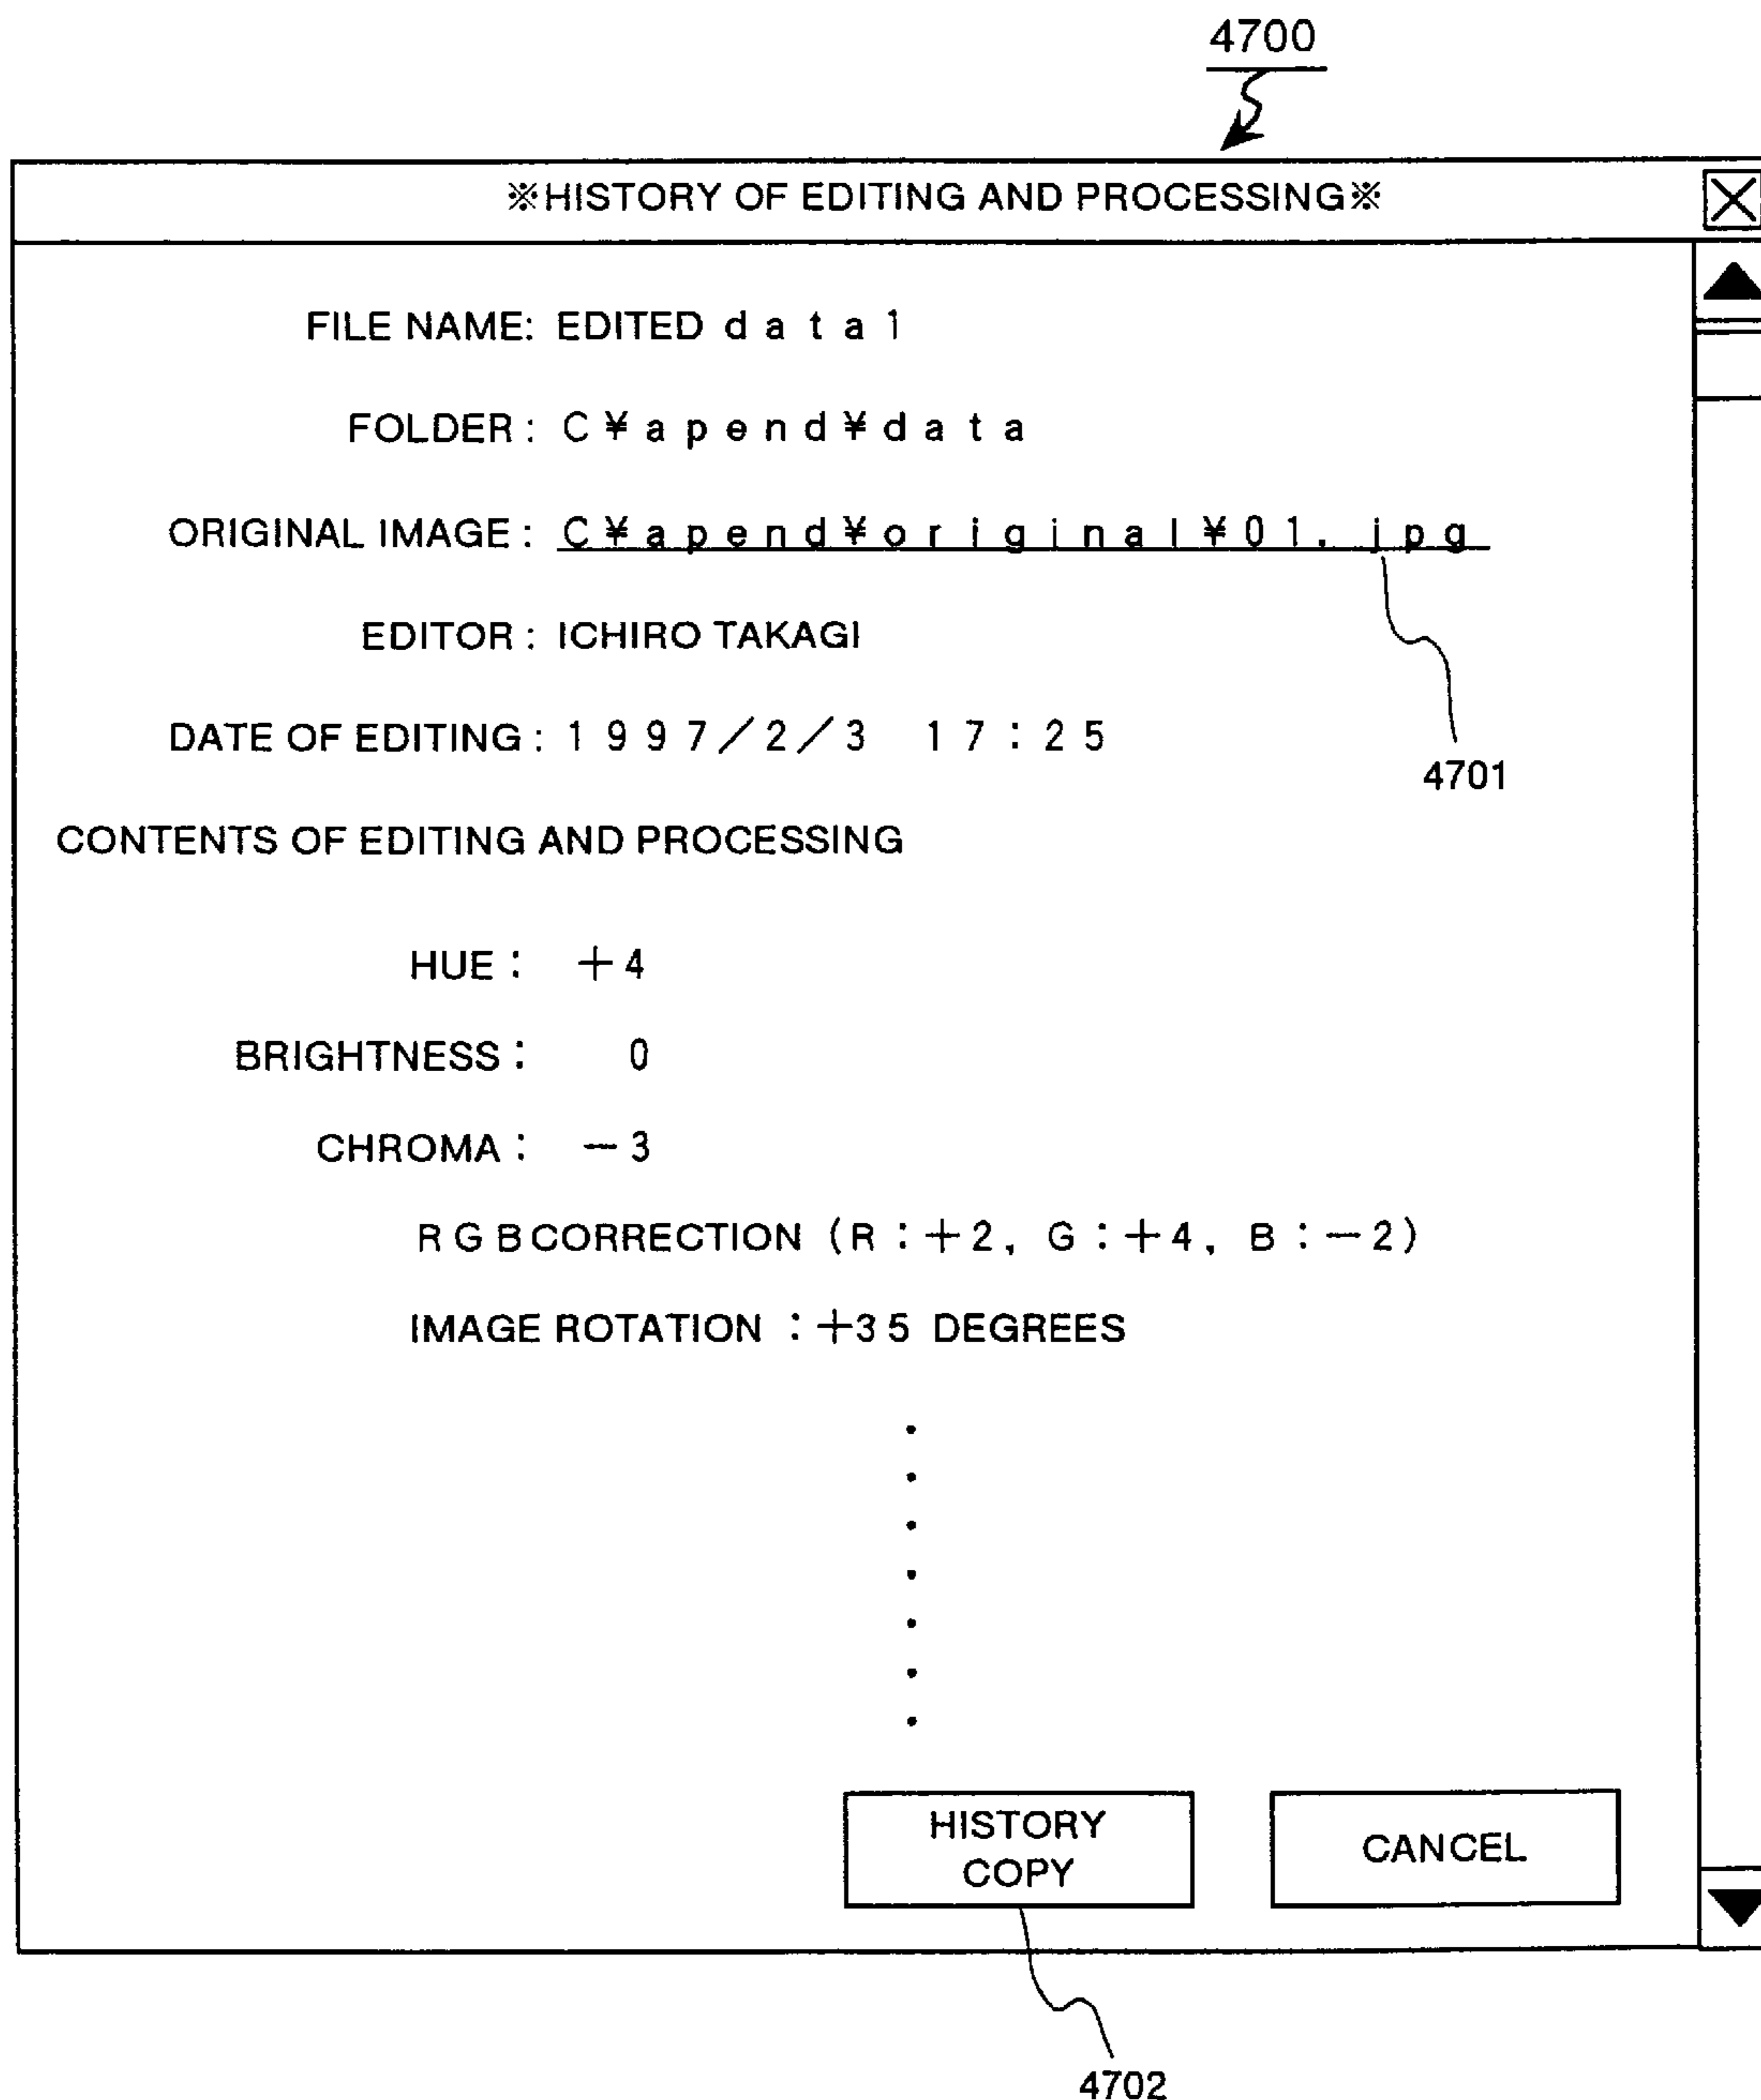 4700
※HISTORY OF EDITING AND PROCESSING※
FILE NAME: EDITED data1
FOLDER: C¥apend¥data
ORIGINAL IMAGE: C¥apend¥original¥01.jpg
EDITOR: ICHIRO TAKAGI
DATE OF EDITING: 1997/2/3 17:25
4701
CONTENTS OF EDITING AND PROCESSING
HUE: +4
BRIGHTNESS: 0
CHROMA: −3
RGB CORRECTION (R:+2, G:+4, B:−2)
IMAGE ROTATION :+35 DEGREES
HISTORY
COPY
CANCEL
4702